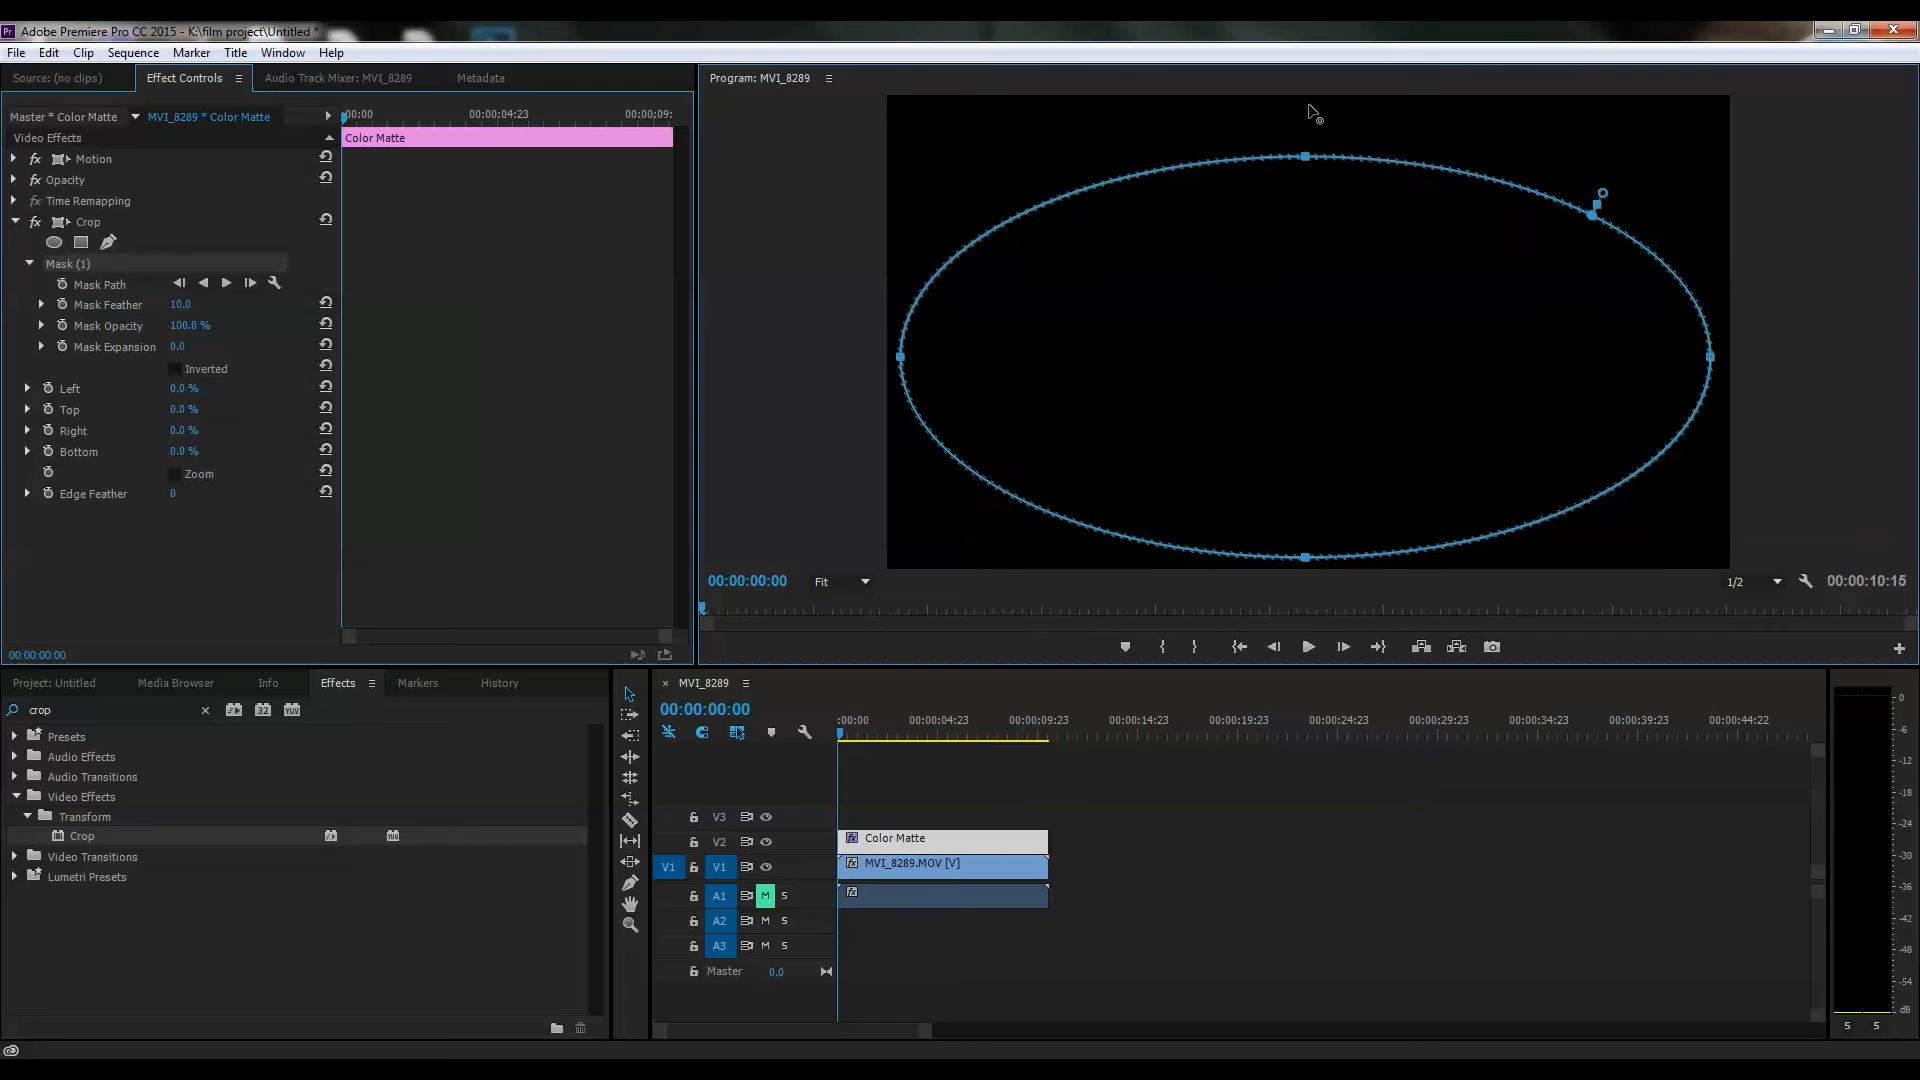 Adobe Premiere Pro CC 2015 - K:\film project\Untitled *
File Edit Clip Sequence Marker Title Window Help
Source: (no clips) Effect Controls Audio Track Mixer: MVI_8289 Metadata
Program: MVI_8289
Master * Color Matte MVI_8289 * Color Matte
00:00 00:00:04:23 00:00:09:
Video Effects
Color Matte
fx Motion
fx Opacity
fx Time Remapping
fx Crop
Mask (1)
Mask Path
Mask Feather 10.0
Mask Opacity 100.0 %
Mask Expansion 0.0
Inverted
Left 0.0 %
Top 0.0 %
Right 0.0 %
Bottom 0.0 %
Zoom
Edge Feather 0
00:00:00:00
00:00:00:00 Fit 1/2 00:00:10:15
Project: Untitled Media Browser Info Effects Markers History
crop 32 YUV
Presets
Audio Effects
Audio Transitions
Video Effects
Transform
Crop YUV
Video Transitions
Lumetri Presets
MVI_8289
00:00:00:00
:00:00 00:00:04:23 00:00:09:23 00:00:14:23 00:00:19:23 00:00:24:23 00:00:29:23 00:00:34:23 00:00:39:23 00:00:44:22
V3
V2 fx Color Matte
V1 V1 fx MVI_8289.MOV [V]
A1 M S fx
A2 M S
A3 M S
Master 0.0
0
-6
-12
-18
-24
-30
-36
-42
-48
-54
dB
S S